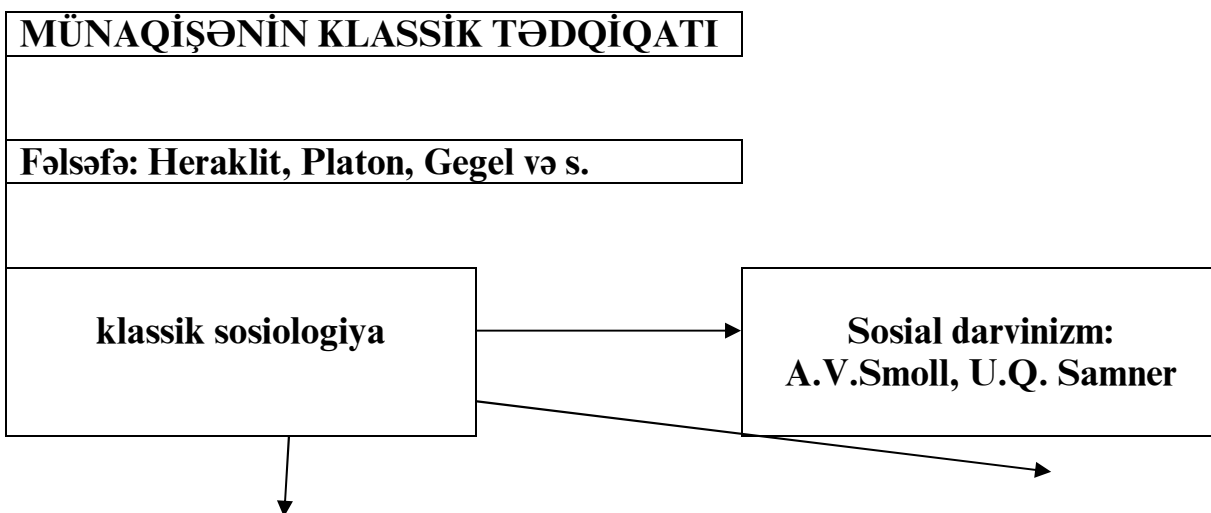 MÜNAQİŞƏNİN KLASSİK TƏDQİQATI
Fəlsəfə: Heraklit, Platon, Gegel və s.
klassik sosiologiya
Sosial darvinizm:
A.V.Smoll, U.Q. Samner